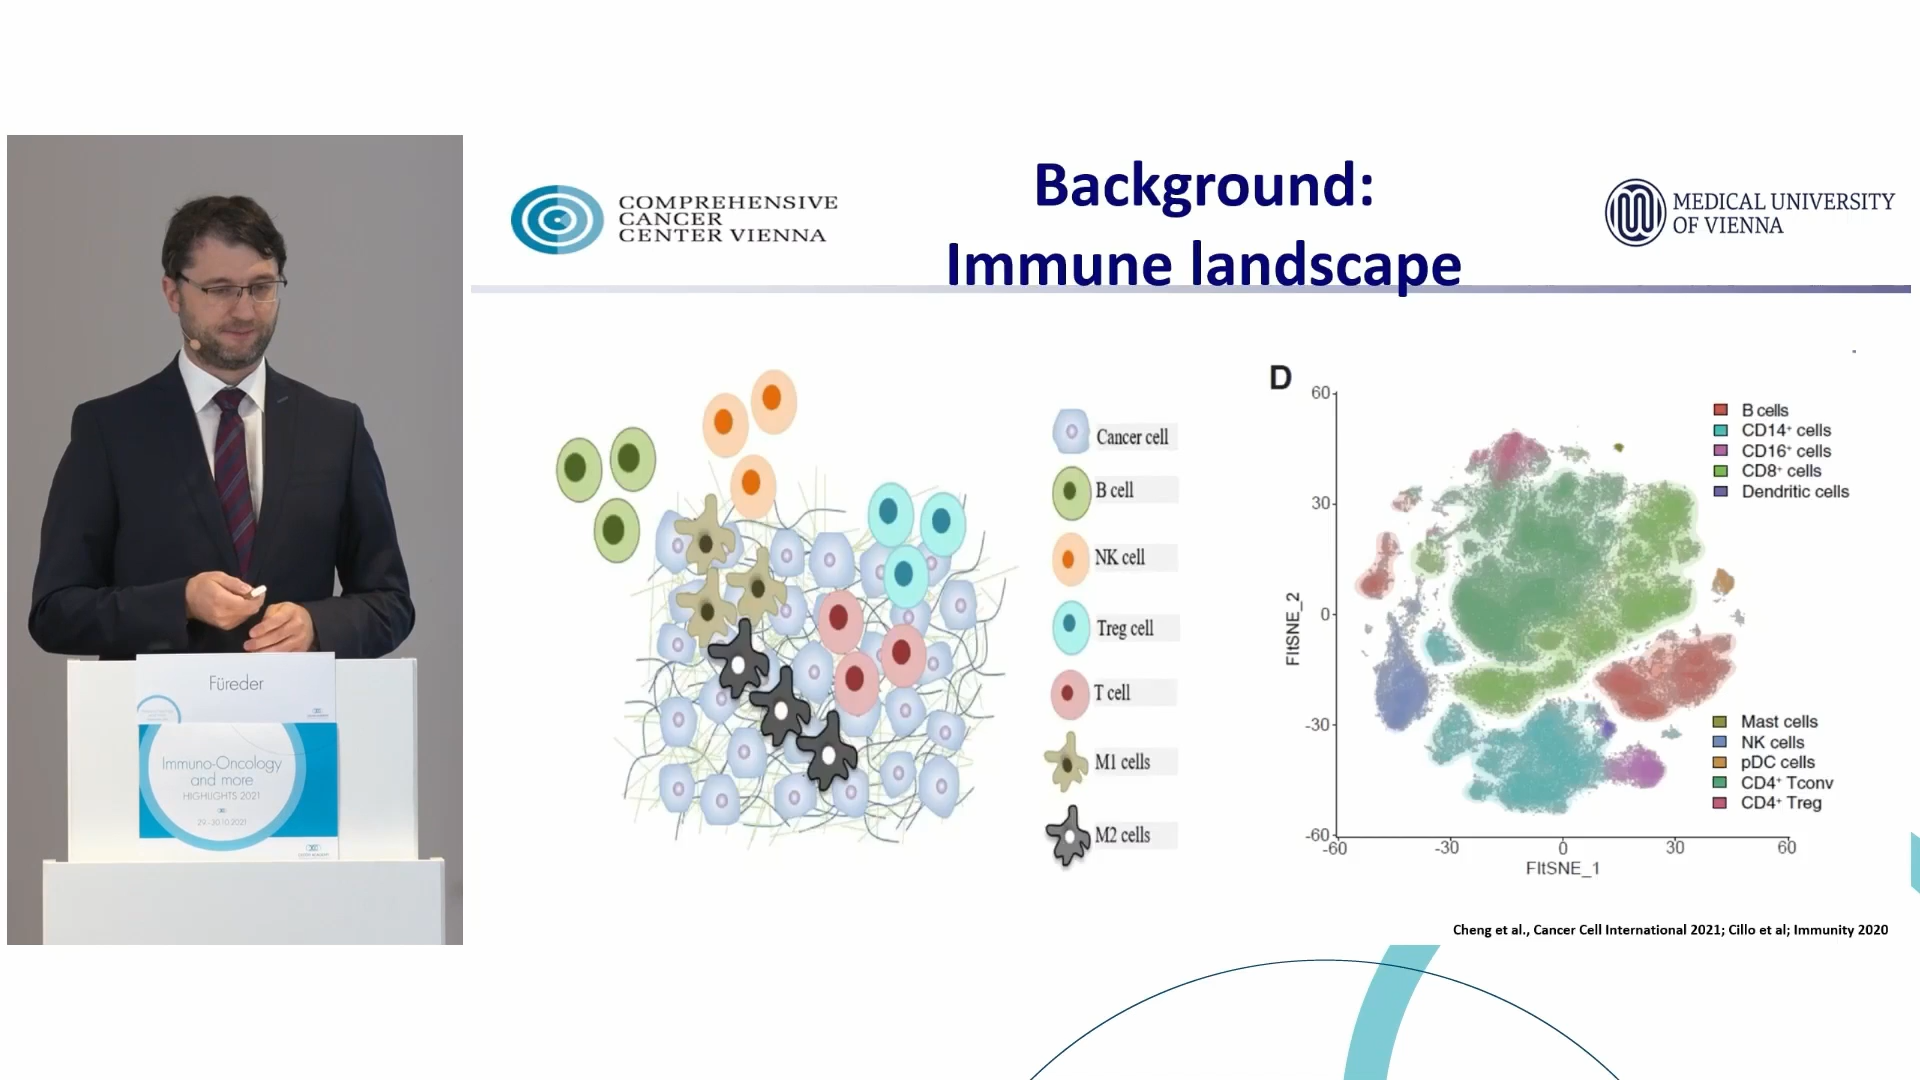 COMPREHENSIVE
CANCER
CENTER VIENNA
Background:
Immune landscape
MEDICAL UNIVERSITY
OF VIENNA
Cancer cell
B cell
NK cell
Treg cell
T cell
M1 cells
M2 cells
D
60
30
0
-30
-60
FItSNE_2
-60
-30
0
30
60
FItSNE_1
B cells
CD14⁺ cells
CD16⁺ cells
CD8⁺ cells
Dendritic cells
Mast cells
NK cells
pDC cells
CD4⁺ Tconv
CD4⁺ Treg
Cheng et al., Cancer Cell International 2021; Cillo et al; Immunity 2020
Füreder
Immuno-Oncology
and more
HIGHLIGHTS 2021
29.-30.10.2021